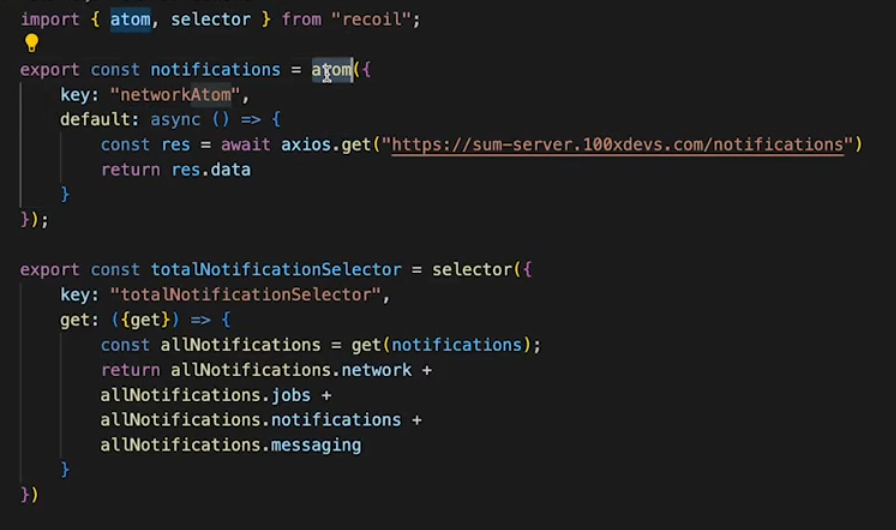 import { atom, selector } from "recoil";
export const notifications = atom({
key: "networkAtom",
default: async () => {
const res = await axios.get("https://sum-server.100xdevs.com/notifications")
return res.data
}
});
export const totalNotificationSelector = selector({
key: "totalNotificationSelector",
get: ({get}) => {
const allNotifications = get(notifications);
return allNotifications.network +
allNotifications.jobs +
allNotifications.notifications +
allNotifications.messaging
}
})